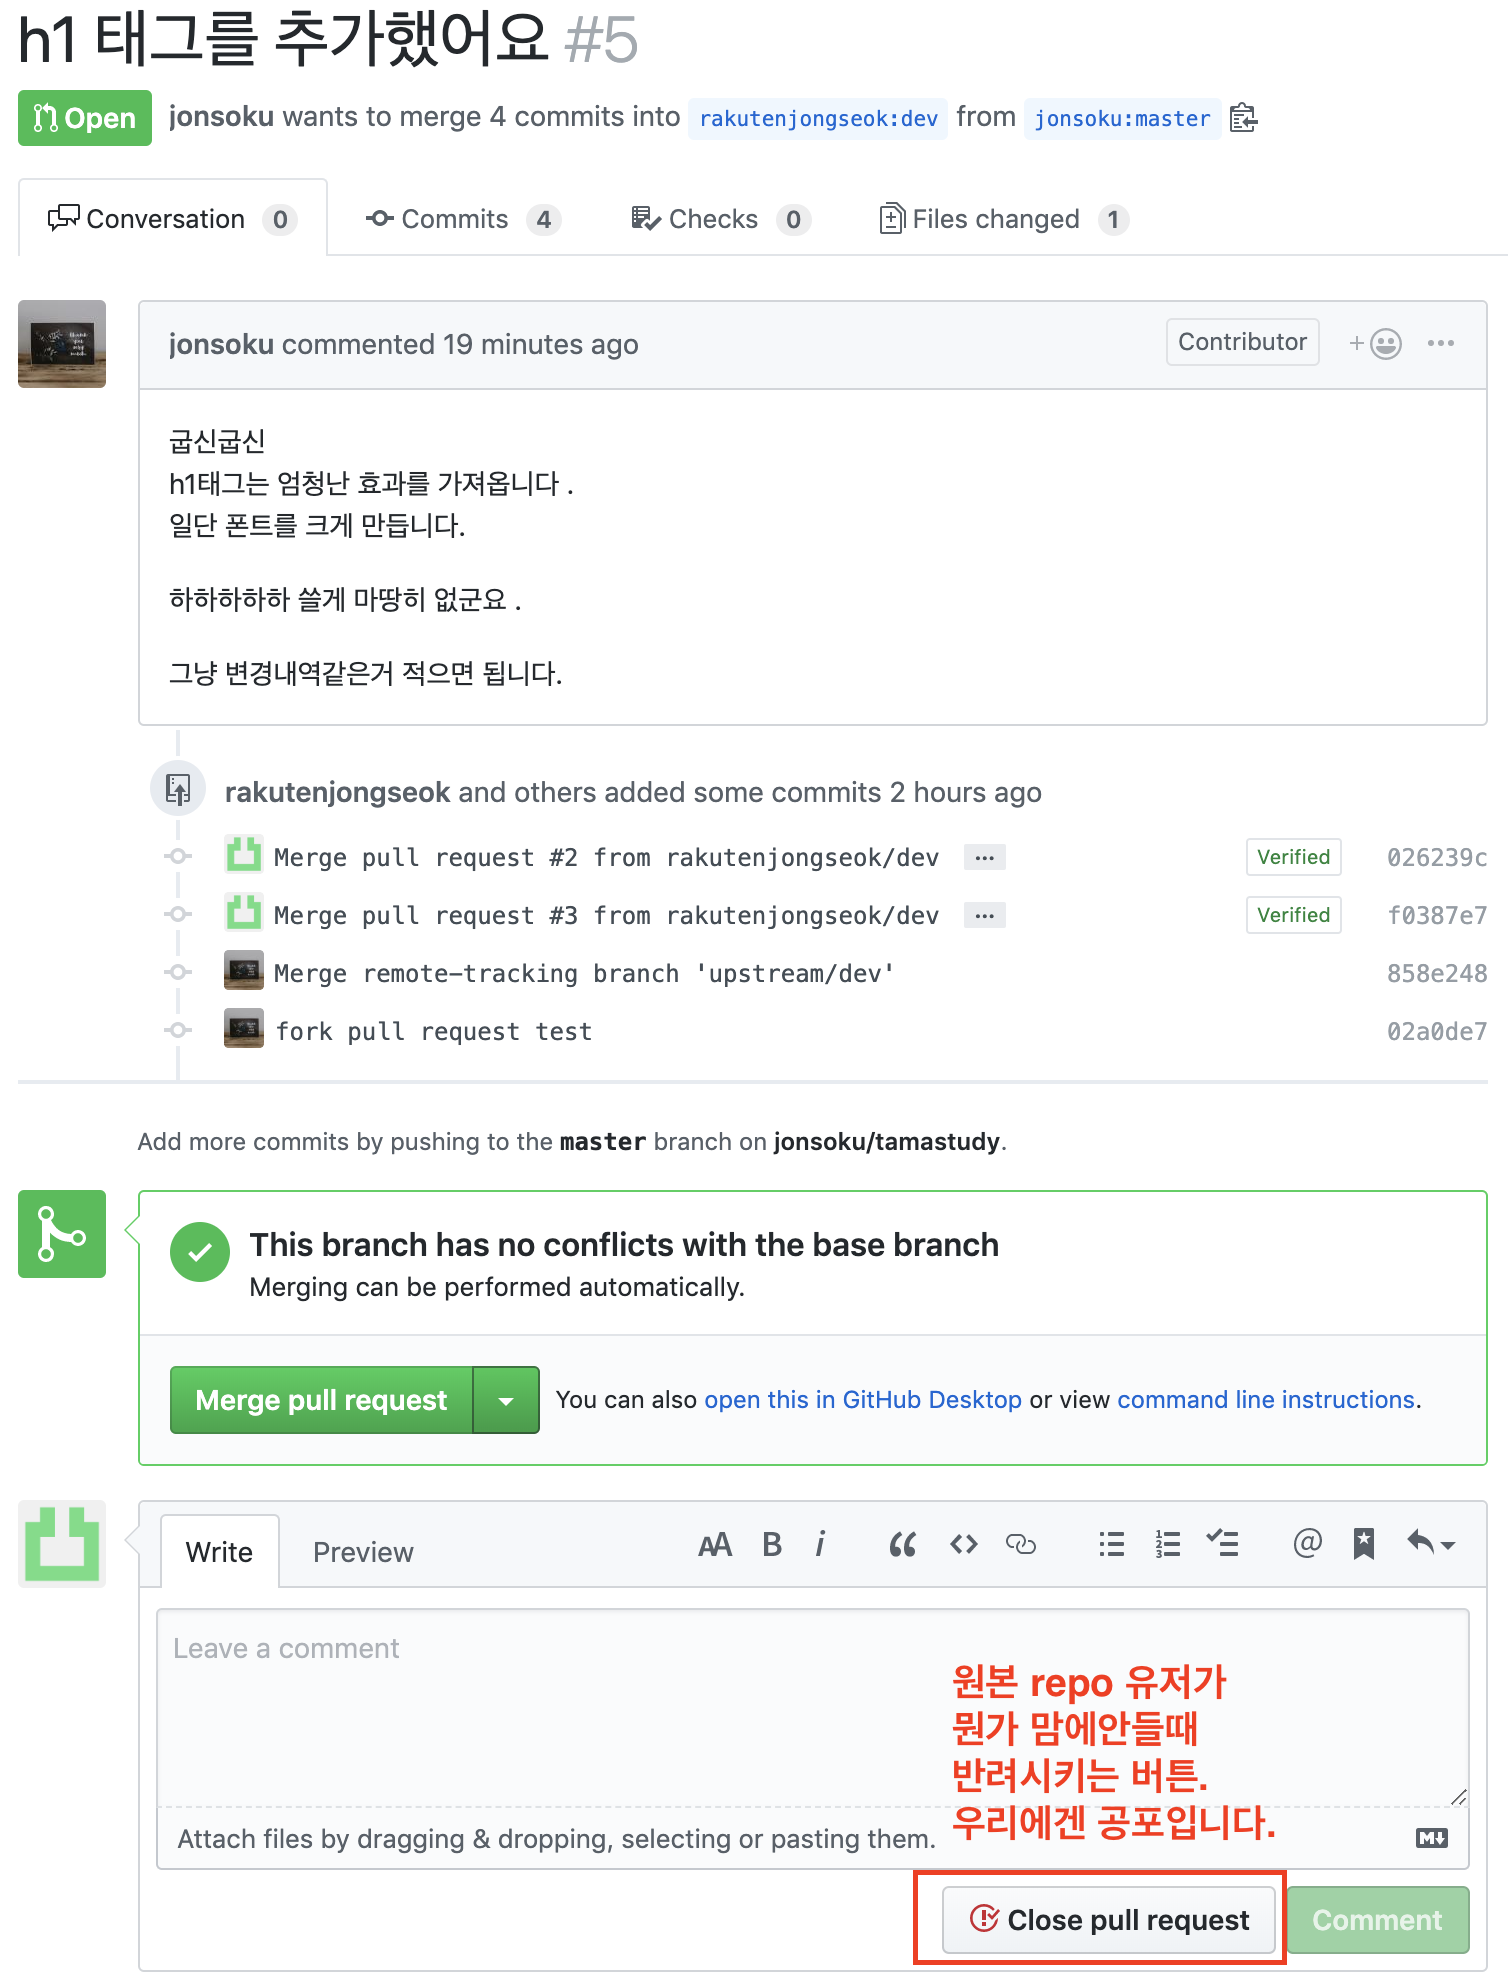 h1 태그를 추가했어요 #5
Open jonsoku wants to merge 4 commits into rakutenjongseok:dev from jonsoku:master
Conversation 0 Commits 4 Checks 0 Files changed 1
jonsoku commented 19 minutes ago Contributor
굽신굽신
h1태그는 엄청난 효과를 가져옵니다 .
일단 폰트를 크게 만듭니다.
하하하하하 쓸게 마땅히 없군요 .
그냥 변경내역같은거 적으면 됩니다.
rakutenjongseok and others added some commits 2 hours ago
Merge pull request #2 from rakutenjongseok/dev ... Verified 026239c
Merge pull request #3 from rakutenjongseok/dev ... Verified f0387e7
Merge remote-tracking branch 'upstream/dev' 858e248
fork pull request test 02a0de7
Add more commits by pushing to the master branch on jonsoku/tamastudy.
This branch has no conflicts with the base branch
Merging can be performed automatically.
Merge pull request You can also open this in GitHub Desktop or view command line instructions.
Write Preview
Leave a comment
원본 repo 유저가
뭔가 맘에안들때
반려시키는 버튼.
우리에겐 공포입니다.
Attach files by dragging & dropping, selecting or pasting them.
Close pull request Comment